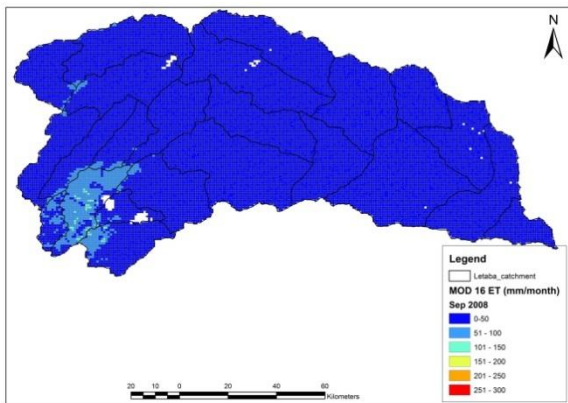 N
Legend
Letaba_catchment
MOD 16 ET (mm/month)
Sep 2008
0-50
51 - 100
101 - 150
151 - 200
201 - 250
251 - 300
20 10 0 20 40 60
Kilometers